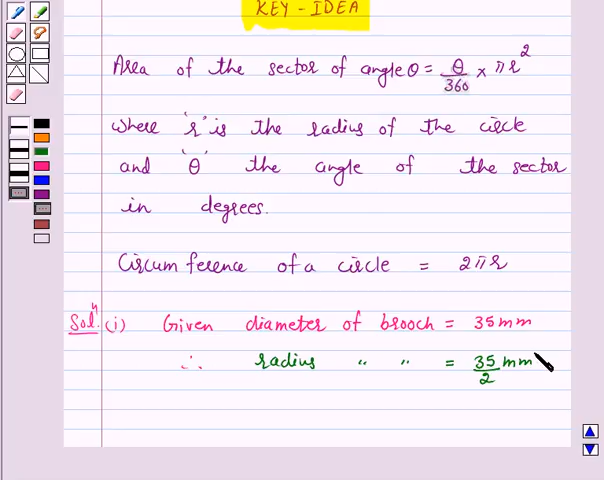 KEY-IDEA
Area of the sector of angle θ = θ/360 × πr²
where 'r' is the radius of the circle
and 'θ' the angle of the sector
in degrees.
Circumference of a circle = 2πr
Solⁿ. (i) Given diameter of brooch = 35mm
∴ radius " " = 35/2 mm